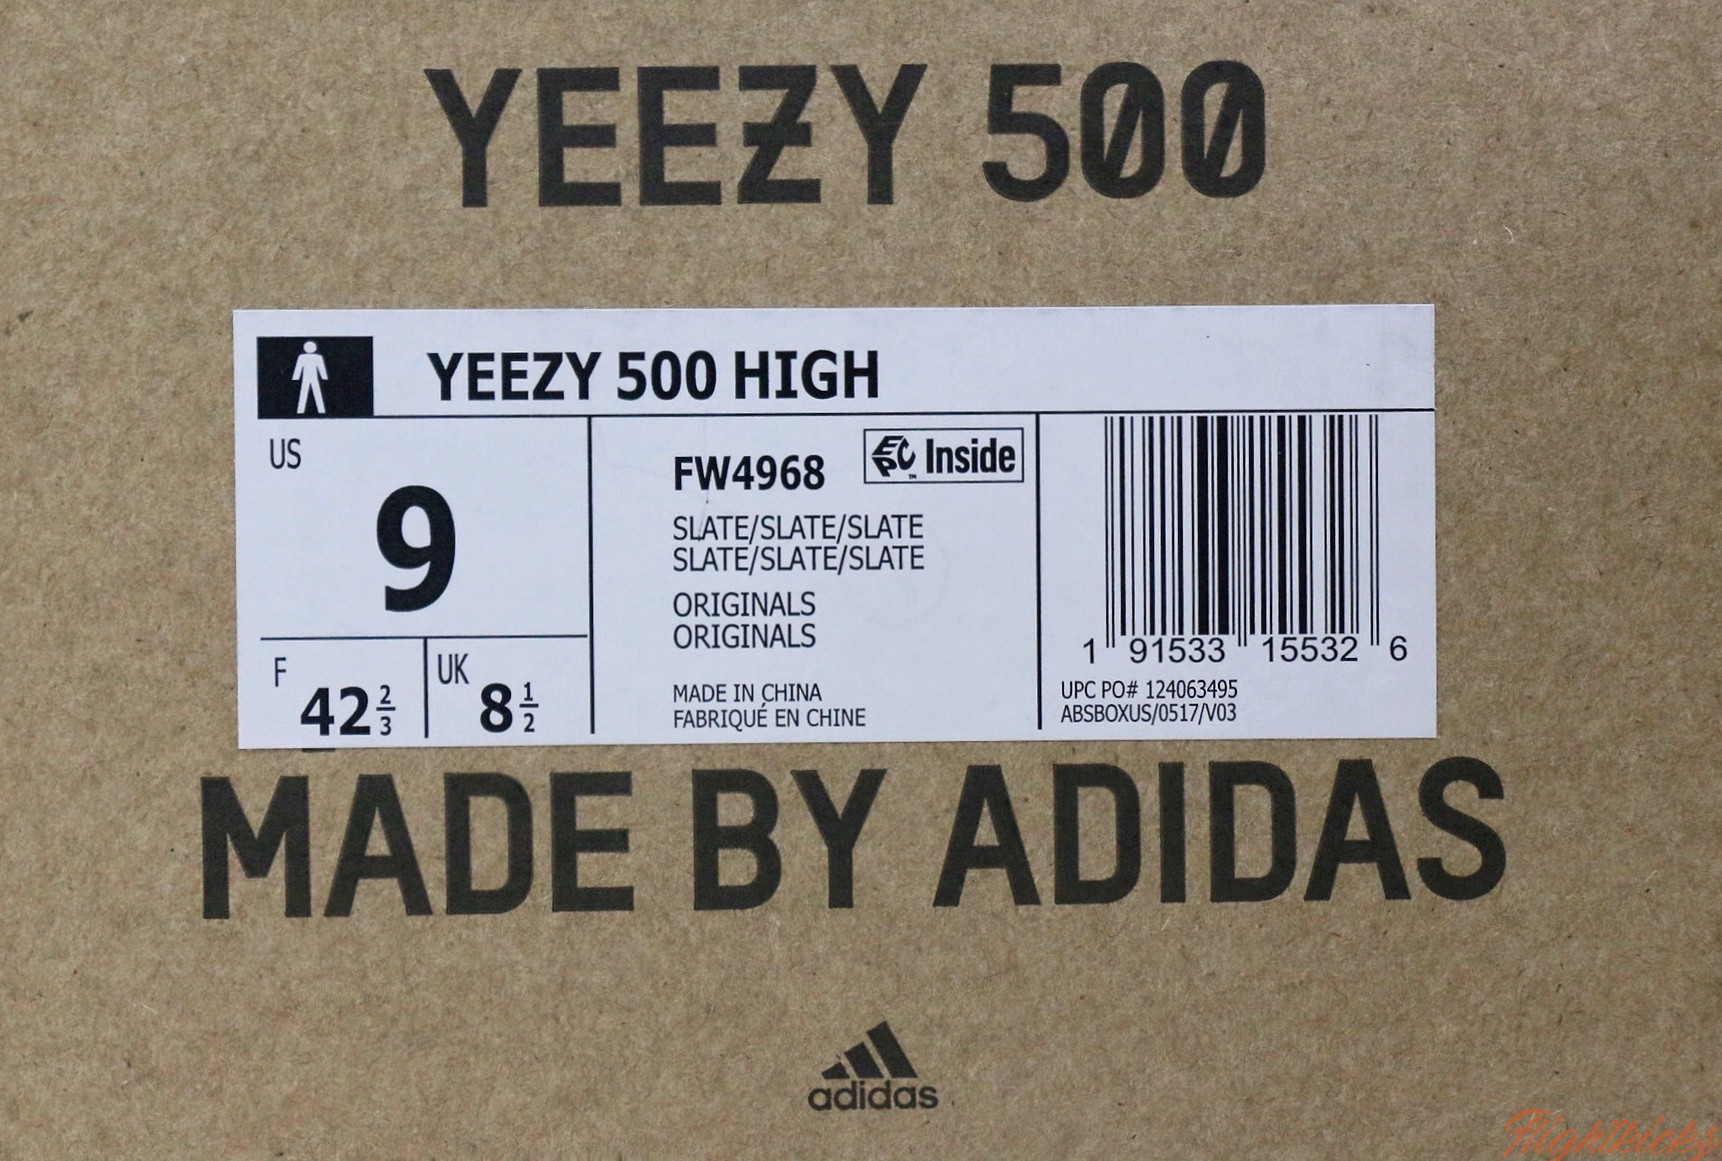 YEEZY 500
YEEZY 500 HIGH
US
9
F
42 2/3
UK
8 1/2
FW4968
EPC Inside
™
SLATE/SLATE/SLATE
SLATE/SLATE/SLATE
ORIGINALS
ORIGINALS
MADE IN CHINA
FABRIQUÉ EN CHINE
1 91533 15532 6
UPC PO# 124063495
ABSBOXUS/0517/V03
MADE BY ADIDAS
adidas
Flightkicks